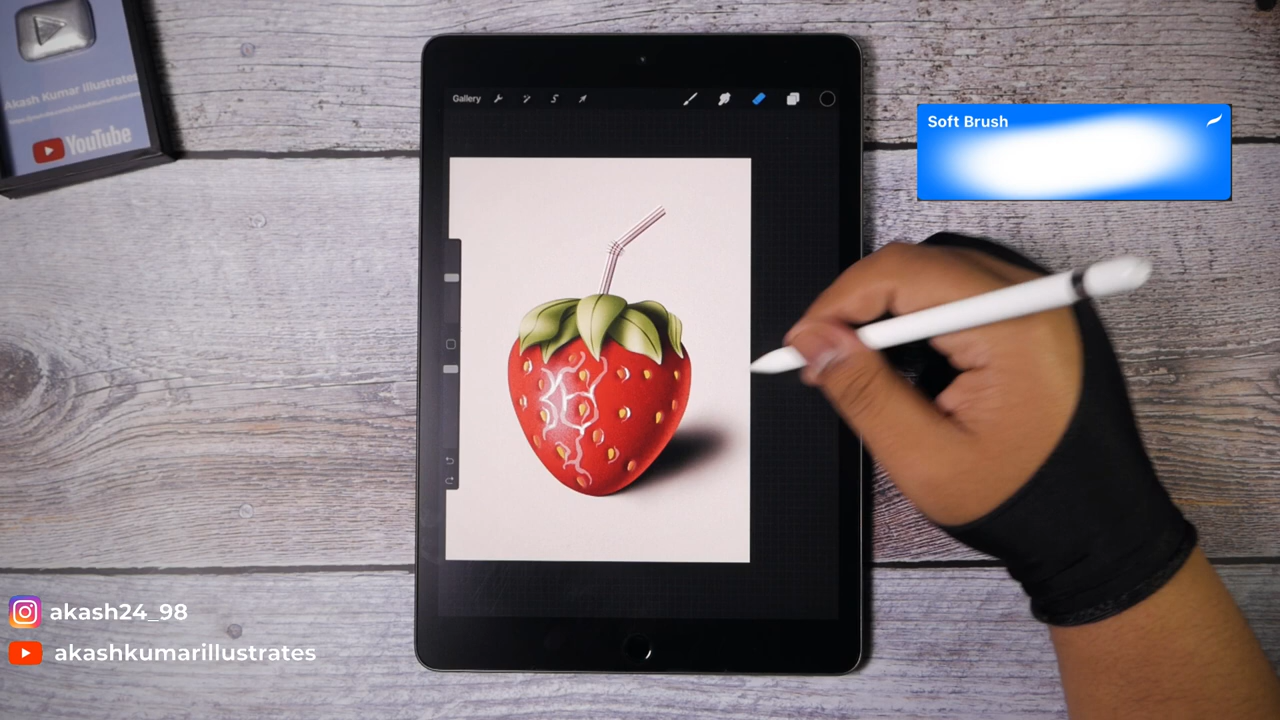 Akash Kumar Illustrates
YouTube
Gallery
Soft Brush
akash24_98
akashkumarillustrates